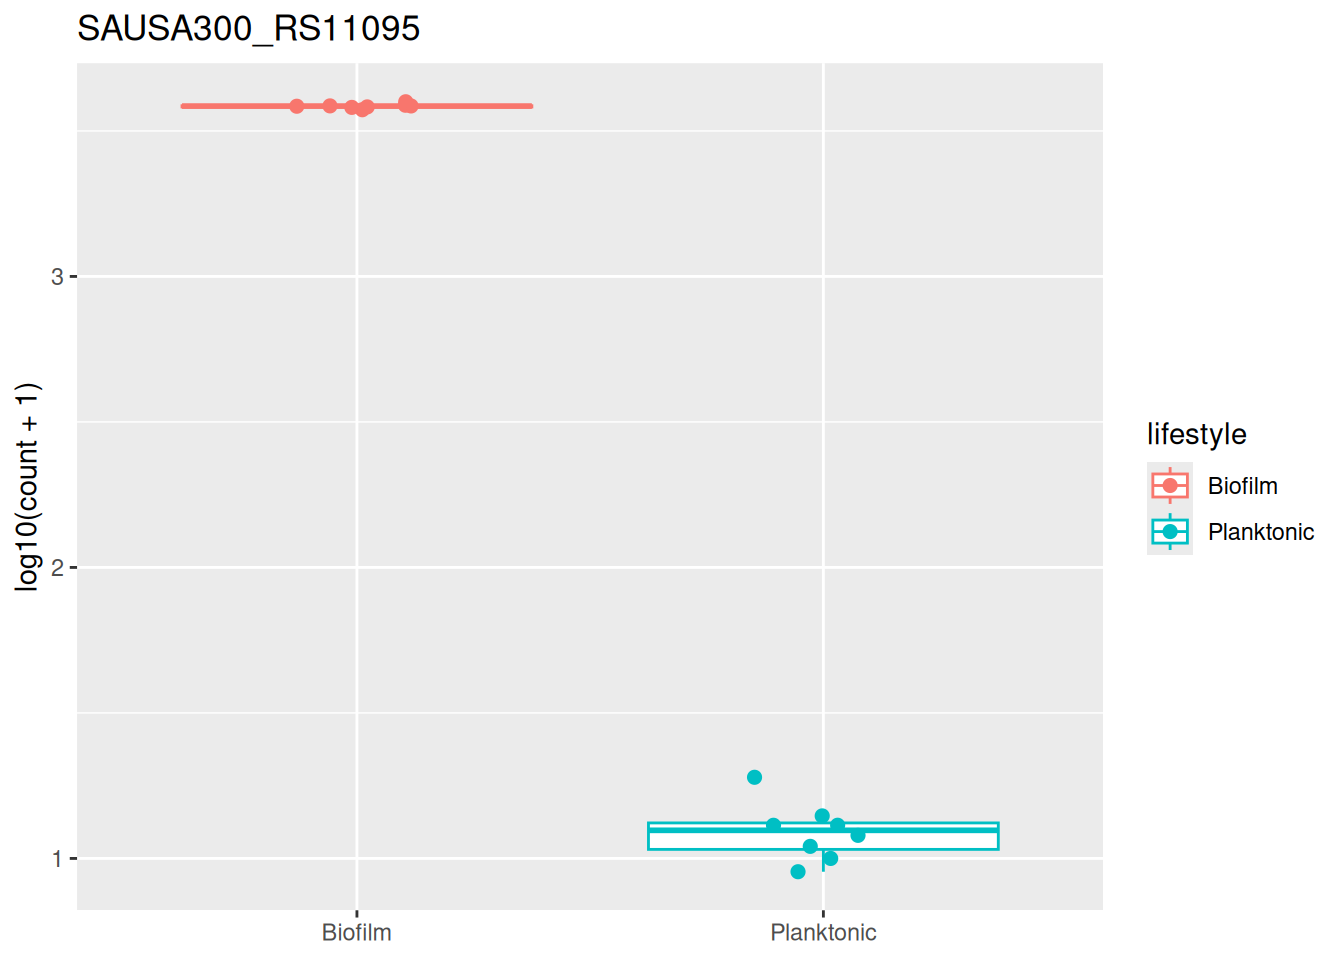 SAUSA300_RS11095
log10(count + 1)
3
2
1
Biofilm
Planktonic
lifestyle
Biofilm
Planktonic